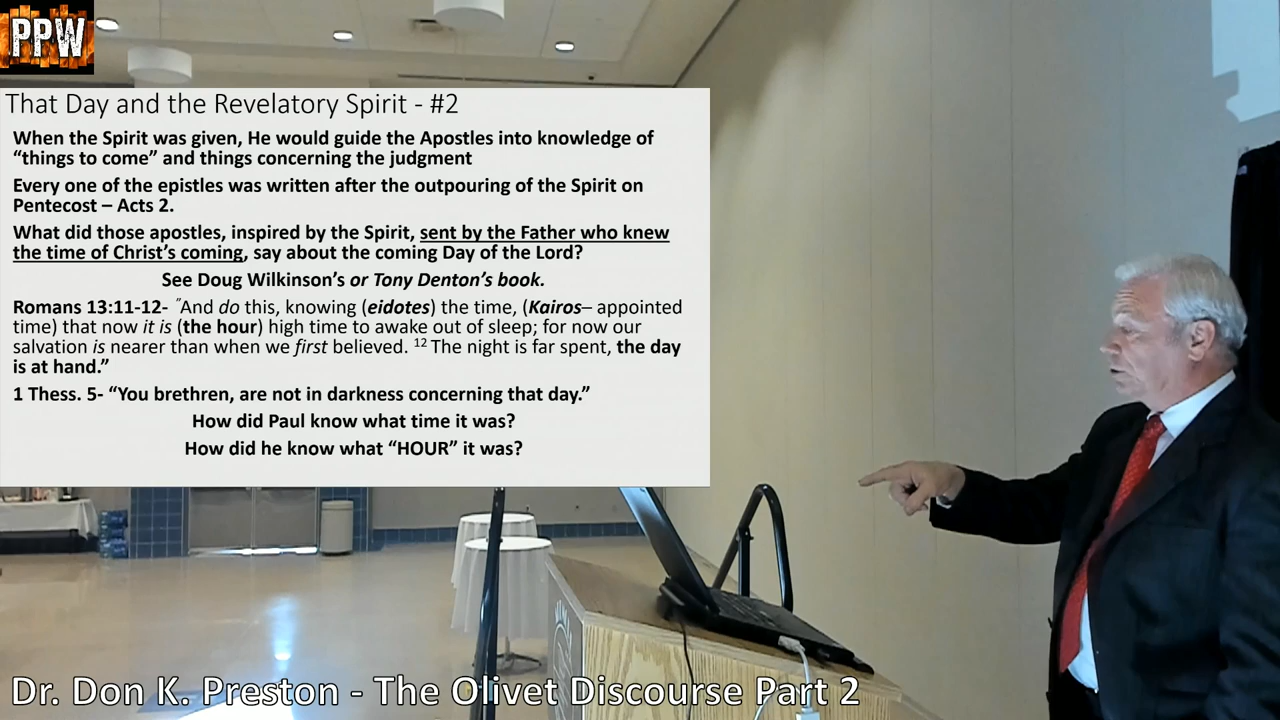 PPW
That Day and the Revelatory Spirit - #2
When the Spirit was given, He would guide the Apostles into knowledge of
“things to come” and things concerning the judgment
Every one of the epistles was written after the outpouring of the Spirit on
Pentecost – Acts 2.
What did those apostles, inspired by the Spirit, sent by the Father who knew
the time of Christ’s coming, say about the coming Day of the Lord?
See Doug Wilkinson’s or Tony Denton’s book.
Romans 13:11-12- ″And do this, knowing (eidotes) the time, (Kairos– appointed
time) that now it is (the hour) high time to awake out of sleep; for now our
salvation is nearer than when we first believed. 12 The night is far spent, the day
is at hand.”
1 Thess. 5- “You brethren, are not in darkness concerning that day.”
How did Paul know what time it was?
How did he know what “HOUR” it was?
Dr. Don K. Preston - The Olivet Discourse Part 2